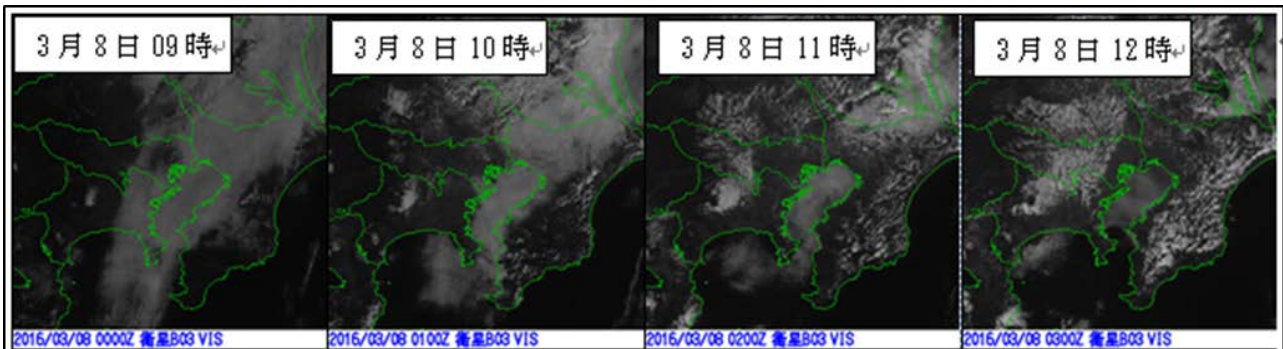 3月8日09時↵
3月8日10時↵
3月8日11時↵
3月8日12時↵
2016/03/08 0000Z 衛星B03 VIS
2016/03/08 0100Z 衛星B03 VIS
2016/03/08 0200Z 衛星B03 VIS
2016/03/08 0300Z 衛星B03 VIS